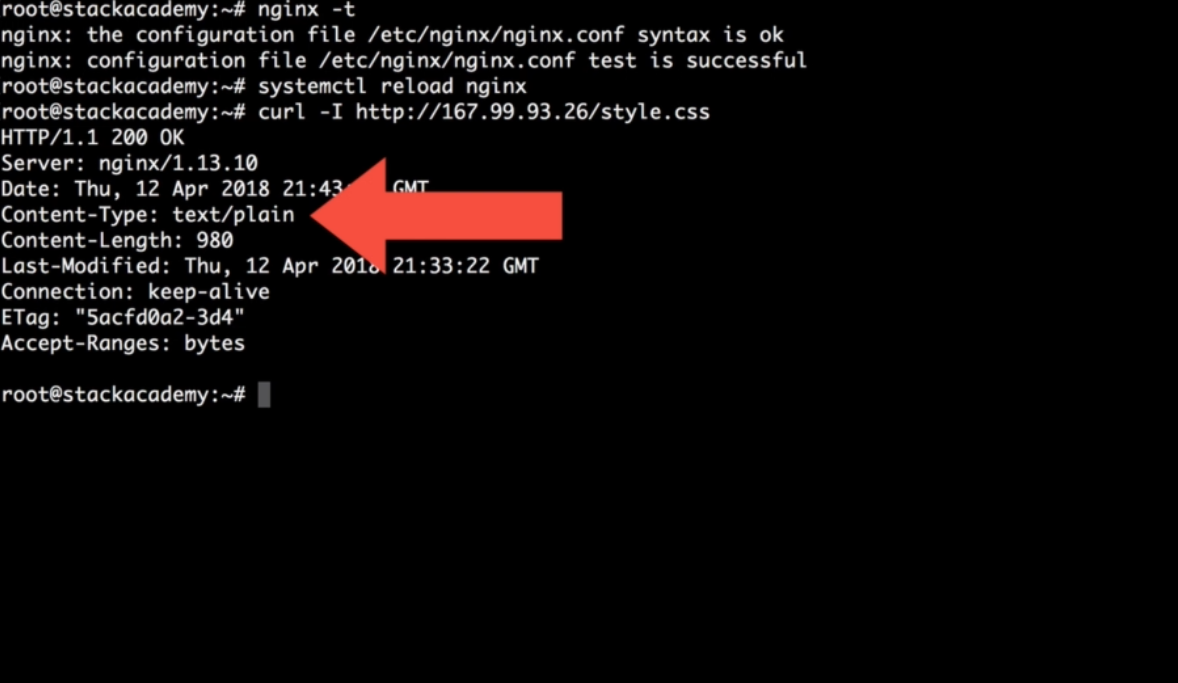 root@stackacademy:~# nginx -t
nginx: the configuration file /etc/nginx/nginx.conf syntax is ok
nginx: configuration file /etc/nginx/nginx.conf test is successful
root@stackacademy:~# systemctl reload nginx
root@stackacademy:~# curl -I http://167.99.93.26/style.css
HTTP/1.1 200 OK
Server: nginx/1.13.10
Date: Thu, 12 Apr 2018 21:43 GMT
Content-Type: text/plain
Content-Length: 980
Last-Modified: Thu, 12 Apr 2018 21:33:22 GMT
Connection: keep-alive
ETag: "5acfd0a2-3d4"
Accept-Ranges: bytes
root@stackacademy:~#